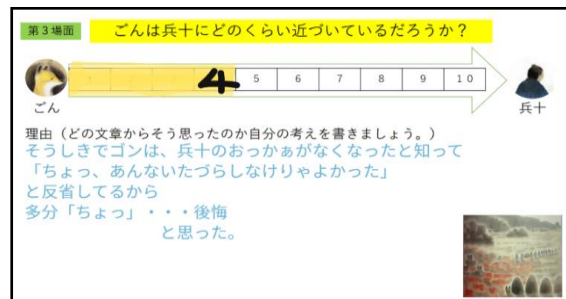 第3場面
ごんは兵十にどのくらい近づいているだろうか？
4 5 6 7 8 9 10
ごん
兵十
理由（どの文章からそう思ったのか自分の考えを書きましょう。）
そうしきでゴンは、兵十のおっかぁがなくなったと知って
「ちょっ、あんないたづらしなけりゃよかった」
と反省してるから
多分「ちょっ」・・・後悔
と思った。